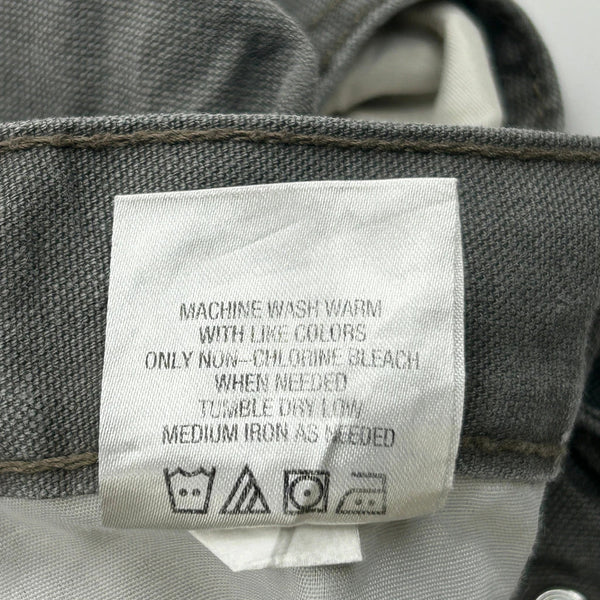 MACHINE WASH WARM
WITH LIKE COLORS
ONLY NON-CHLORINE BLEACH
WHEN NEEDED
TUMBLE DRY LOW
MEDIUM IRON AS NEEDED